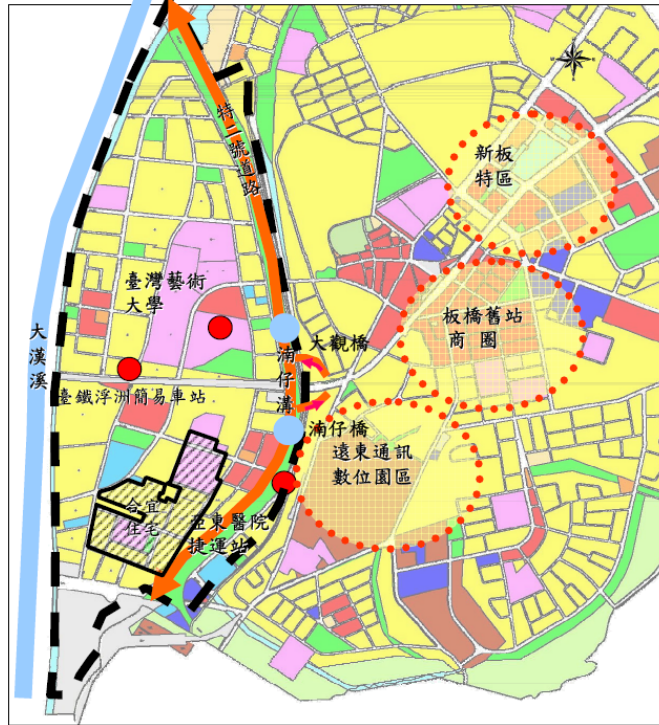 特二號道路
新板
特區
臺灣藝術
大學
大漢溪
大觀橋
湳仔溝
板橋舊站
商圈
臺鐵浮洲簡易車站
湳仔橋
遠東通訊
數位園區
合宜
住宅
亞東醫院
捷運站